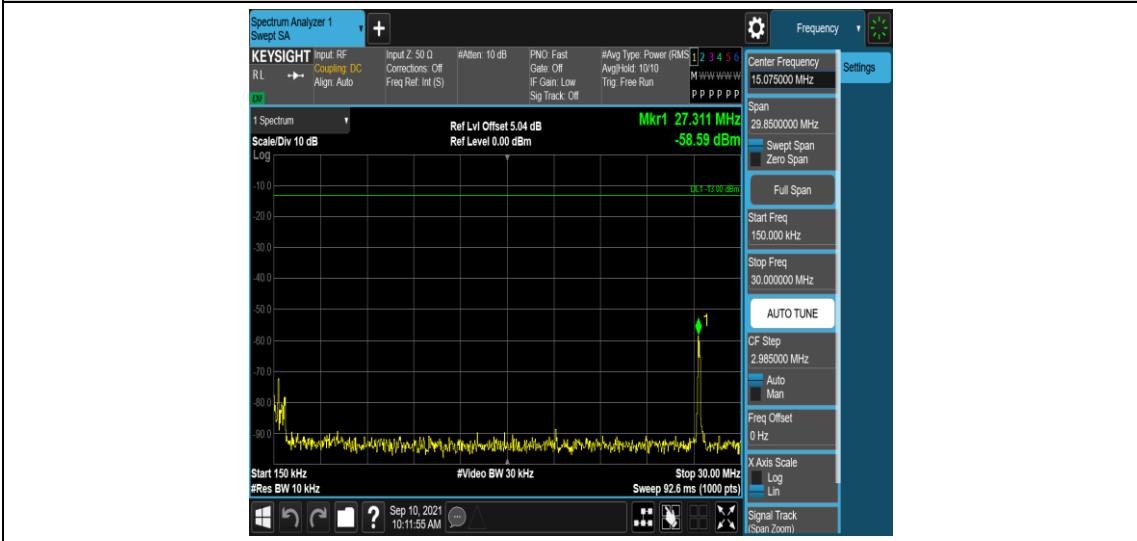 Spectrum Analyzer 1
Swept SA
+
Frequency
KEYSIGHT
RL
LXI
Input: RF
Coupling: DC
Align: Auto
Input Z: 50 Ω
Corrections: Off
Freq Ref: Int (S)
#Atten: 10 dB
PNO: Fast
Gate: Off
IF Gain: Low
Sig Track: Off
#Avg Type: Power (RMS
Avg|Hold: 10/10
Trig: Free Run
1 2 3 4 5 6
M W W W W W
P P P P P P
1 Spectrum
Scale/Div 10 dB
Log
Ref Lvl Offset 5.04 dB
Ref Level 0.00 dBm
Mkr1 27.311 MHz
-58.59 dBm
DL1 -13.00 dBm
-10.0
-20.0
-30.0
-40.0
-50.0
-60.0
-70.0
-80.0
-90.0
1
Start 150 kHz
#Res BW 10 kHz
#Video BW 30 kHz
Stop 30.00 MHz
Sweep 92.6 ms (1000 pts)
?
Sep 10, 2021
10:11:55 AM
Center Frequency
15.075000 MHz
Span
29.8500000 MHz
Swept Span
Zero Span
Full Span
Start Freq
150.000 kHz
Stop Freq
30.000000 MHz
AUTO TUNE
CF Step
2.985000 MHz
Auto
Man
Freq Offset
0 Hz
X Axis Scale
Log
Lin
Signal Track
(Span Zoom)
Settings